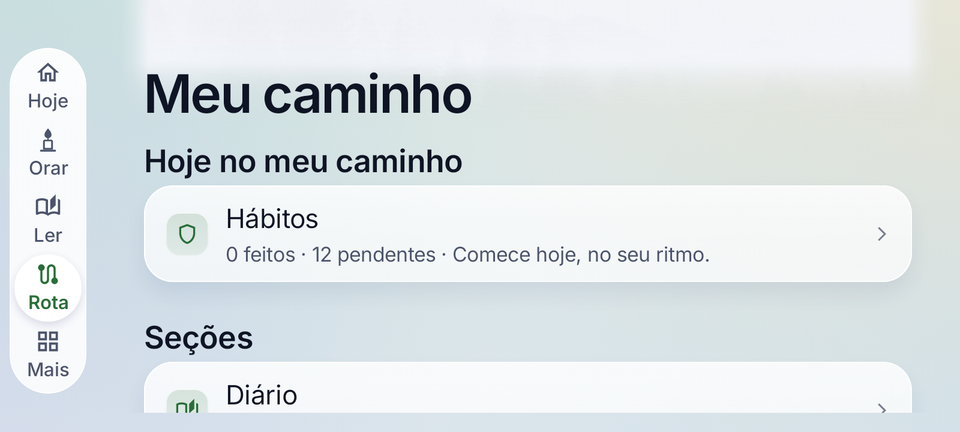 Hoje
Orar
Ler
Rota
Mais
Meu caminho
Hoje no meu caminho
Hábitos
0 feitos · 12 pendentes · Comece hoje, no seu ritmo.
Seções
Diário